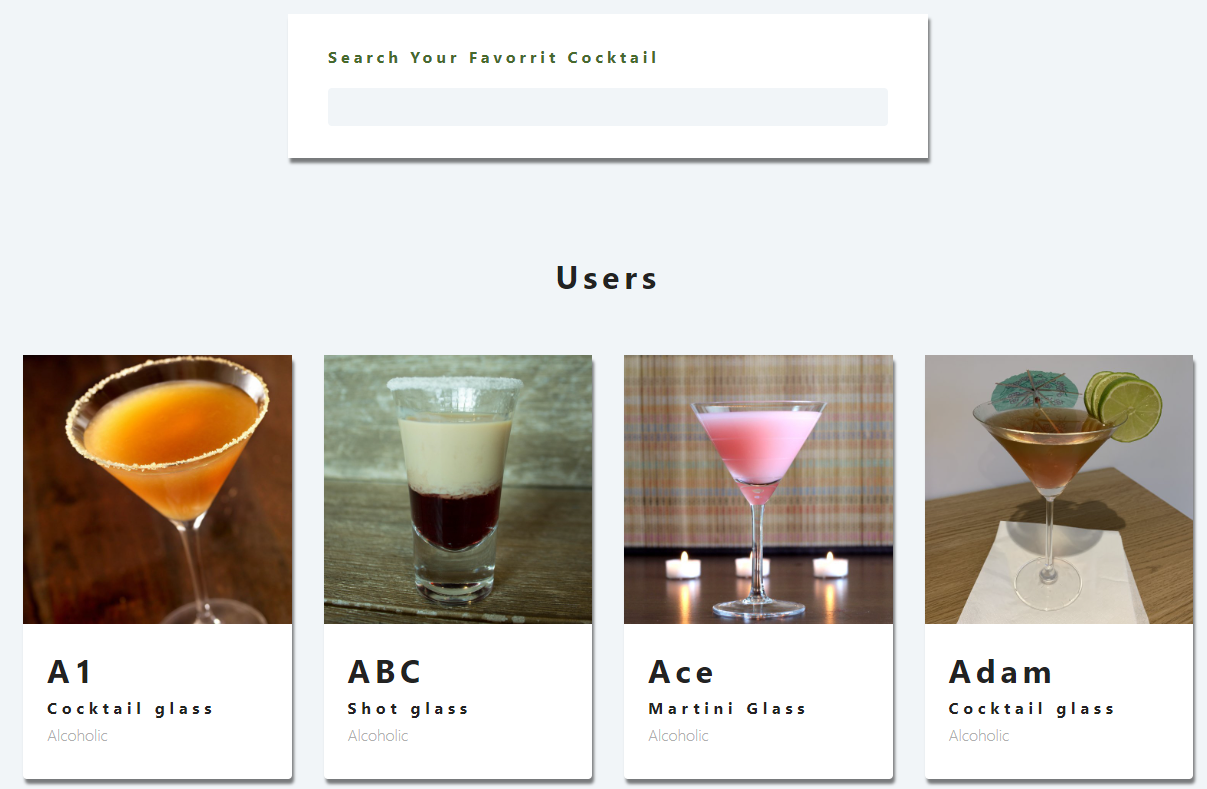 Search Your Favorrit Cocktail
Users
A1
Cocktail glass
Alcoholic
ABC
Shot glass
Alcoholic
Ace
Martini Glass
Alcoholic
Adam
Cocktail glass
Alcoholic